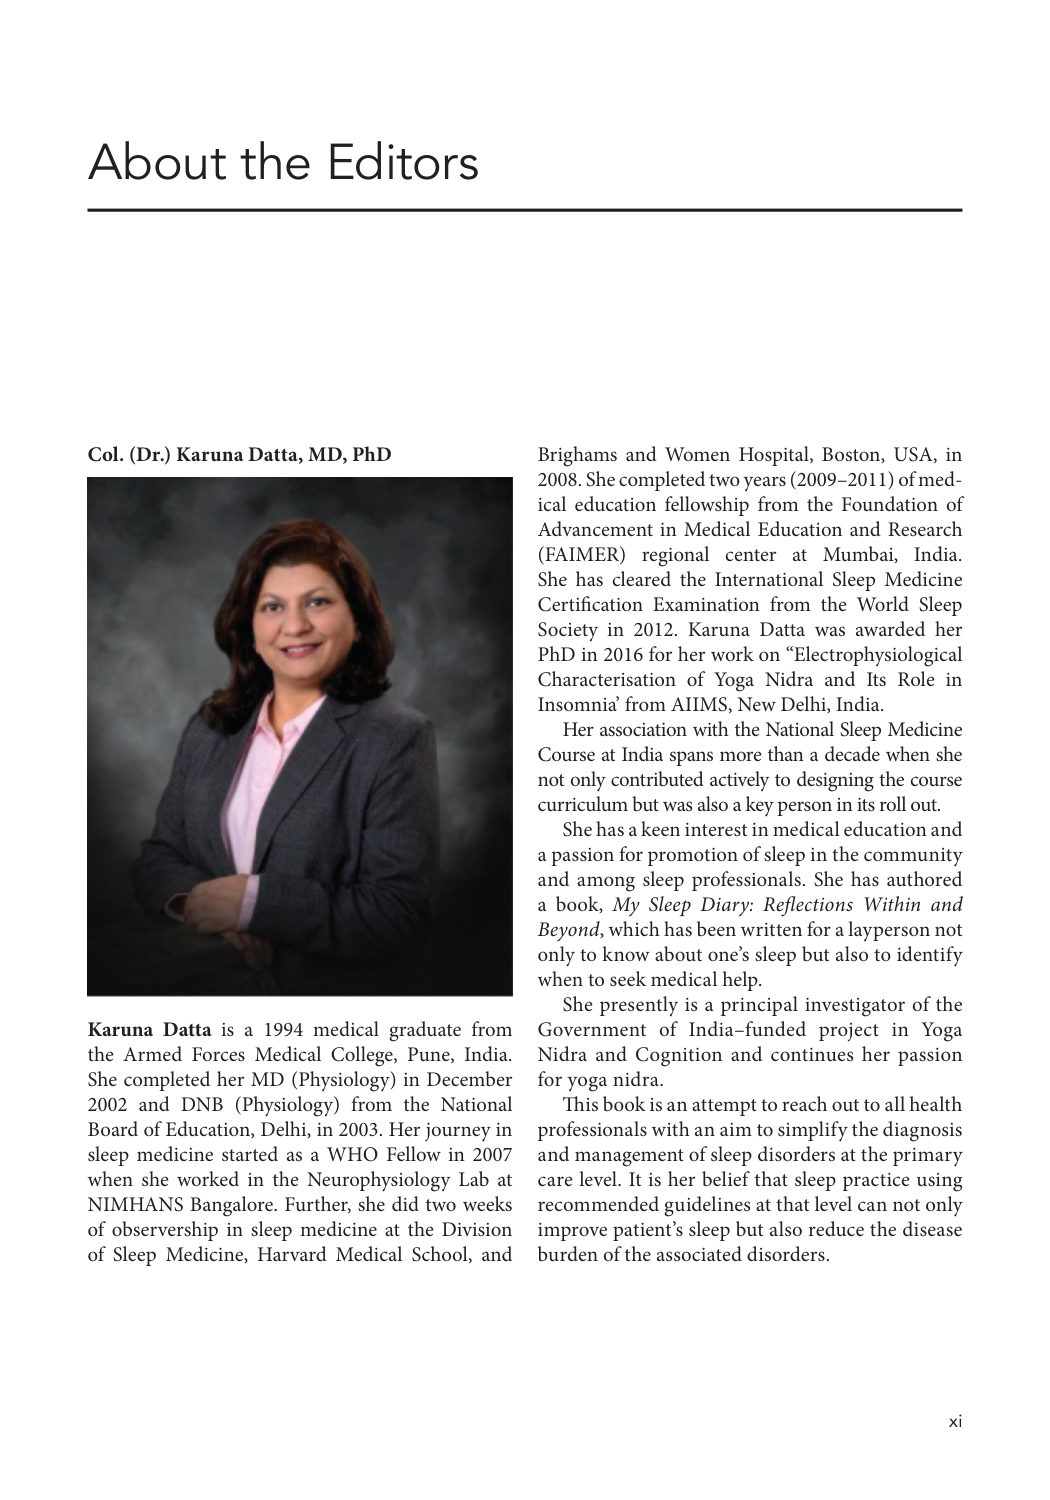 About the Editors
Col. (Dr.) Karuna Datta, MD, PhD
Karuna Datta is a 1994 medical graduate from
the Armed Forces Medical College, Pune, India.
She completed her MD (Physiology) in December
2002 and DNB (Physiology) from the National
Board of Education, Delhi, in 2003. Her journey in
sleep medicine started as a WHO Fellow in 2007
when she worked in the Neurophysiology Lab at
NIMHANS Bangalore. Further, she did two weeks
of observership in sleep medicine at the Division
of Sleep Medicine, Harvard Medical School, and
Brighams and Women Hospital, Boston, USA, in
2008. She completed two years (2009–2011) of med-
ical education fellowship from the Foundation of
Advancement in Medical Education and Research
(FAIMER) regional center at Mumbai, India.
She has cleared the International Sleep Medicine
Certification Examination from the World Sleep
Society in 2012. Karuna Datta was awarded her
PhD in 2016 for her work on “Electrophysiological
Characterisation of Yoga Nidra and Its Role in
Insomnia’ from AIIMS, New Delhi, India.
Her association with the National Sleep Medicine
Course at India spans more than a decade when she
not only contributed actively to designing the course
curriculum but was also a key person in its roll out.
She has a keen interest in medical education and
a passion for promotion of sleep in the community
and among sleep professionals. She has authored
a book, My Sleep Diary: Reflections Within and
Beyond, which has been written for a layperson not
only to know about one’s sleep but also to identify
when to seek medical help.
She presently is a principal investigator of the
Government of India–funded project in Yoga
Nidra and Cognition and continues her passion
for yoga nidra.
This book is an attempt to reach out to all health
professionals with an aim to simplify the diagnosis
and management of sleep disorders at the primary
care level. It is her belief that sleep practice using
recommended guidelines at that level can not only
improve patient’s sleep but also reduce the disease
burden of the associated disorders.
xi